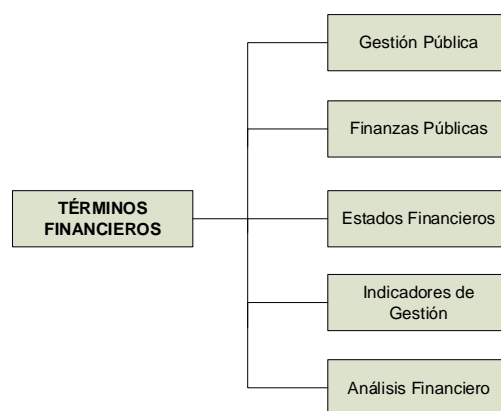 Gestión Pública
Finanzas Públicas
TÉRMINOS
FINANCIEROS
Estados Financieros
Indicadores de
Gestión
Análisis Financiero